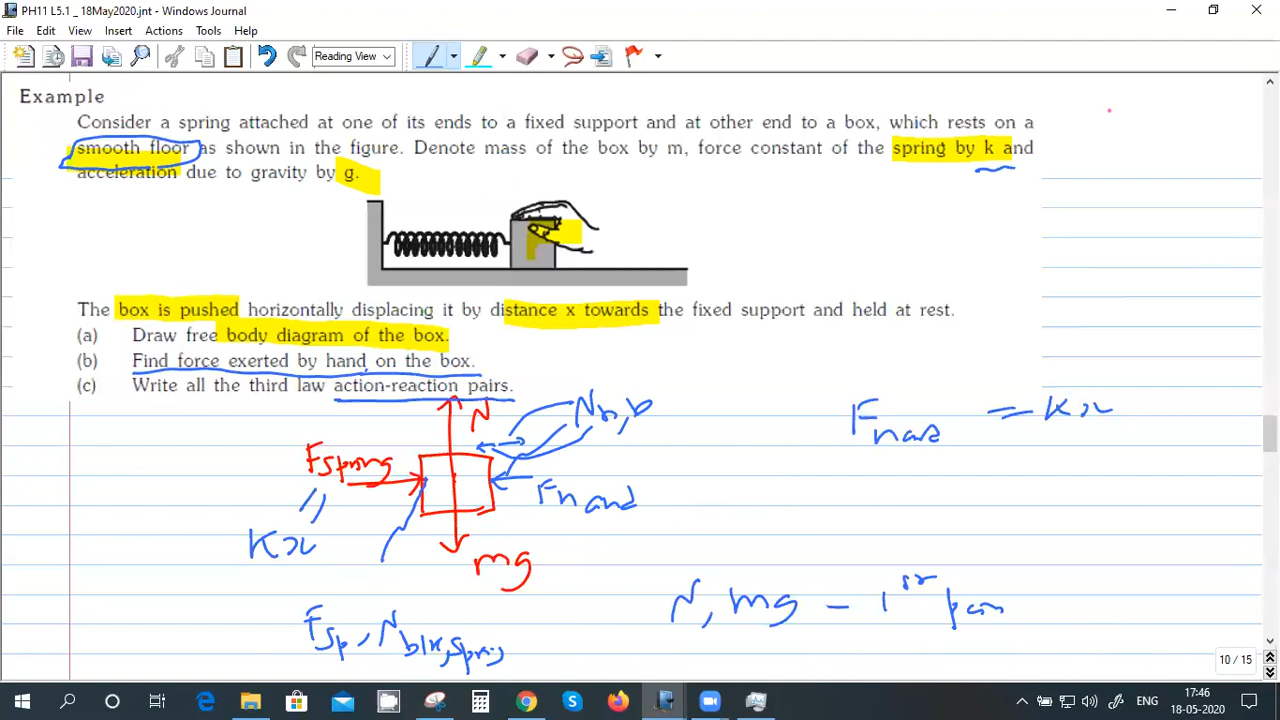 PH11 L5.1 _ 18May2020.jnt - Windows Journal
File Edit View Insert Actions Tools Help
Reading View
Example
Consider a spring attached at one of its ends to a fixed support and at other end to a box, which rests on a
smooth floor as shown in the figure. Denote mass of the box by m, force constant of the spring by k and
acceleration due to gravity by g.
The box is pushed horizontally displacing it by distance x towards the fixed support and held at rest.
(a) Draw free body diagram of the box.
(b) Find force exerted by hand on the box.
(c) Write all the third law action-reaction pairs.
N
N h, b
F = Kx
Fspring
Fhand
Kx
mg
N, mg - 1st pair
Fsp, N blk, spring
10 / 15
ENG
17:46
18-05-2020